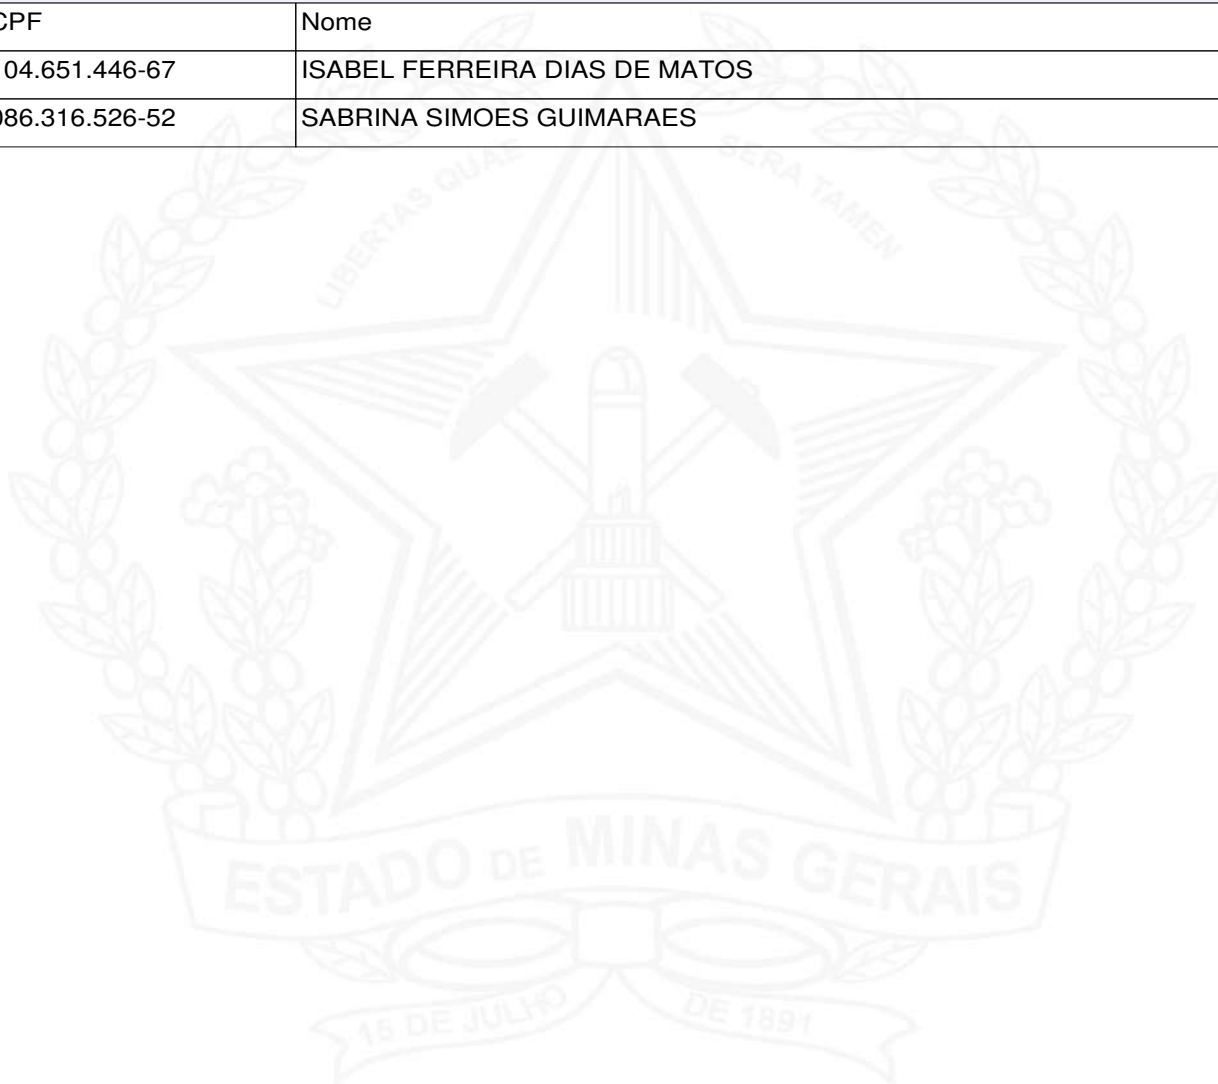 CPF Nome
04.651.446-67 ISABEL FERREIRA DIAS DE MATOS
086.316.526-52 SABRINA SIMOES GUIMARAES
LIBERTAS QUAE SERA TAMEN
ESTADO DE MINAS GERAIS
15 DE JULHO DE 1891